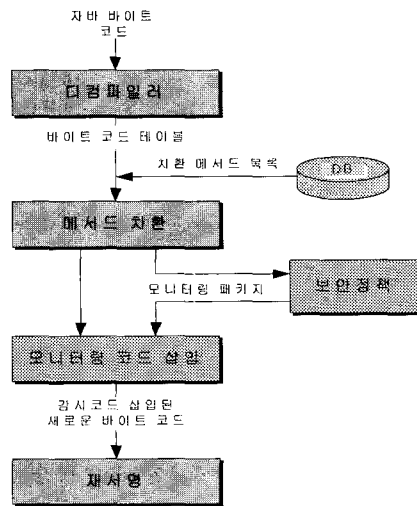 자바 바이트
코드
디컴파일러
바이트 코드 테이블
치환 메서드 목록
DB
메서드 치환
모니터링 패키지
보안정책
모니터링 코드 삽입
감시코드 삽입된
새로운 바이트 코드
재서명